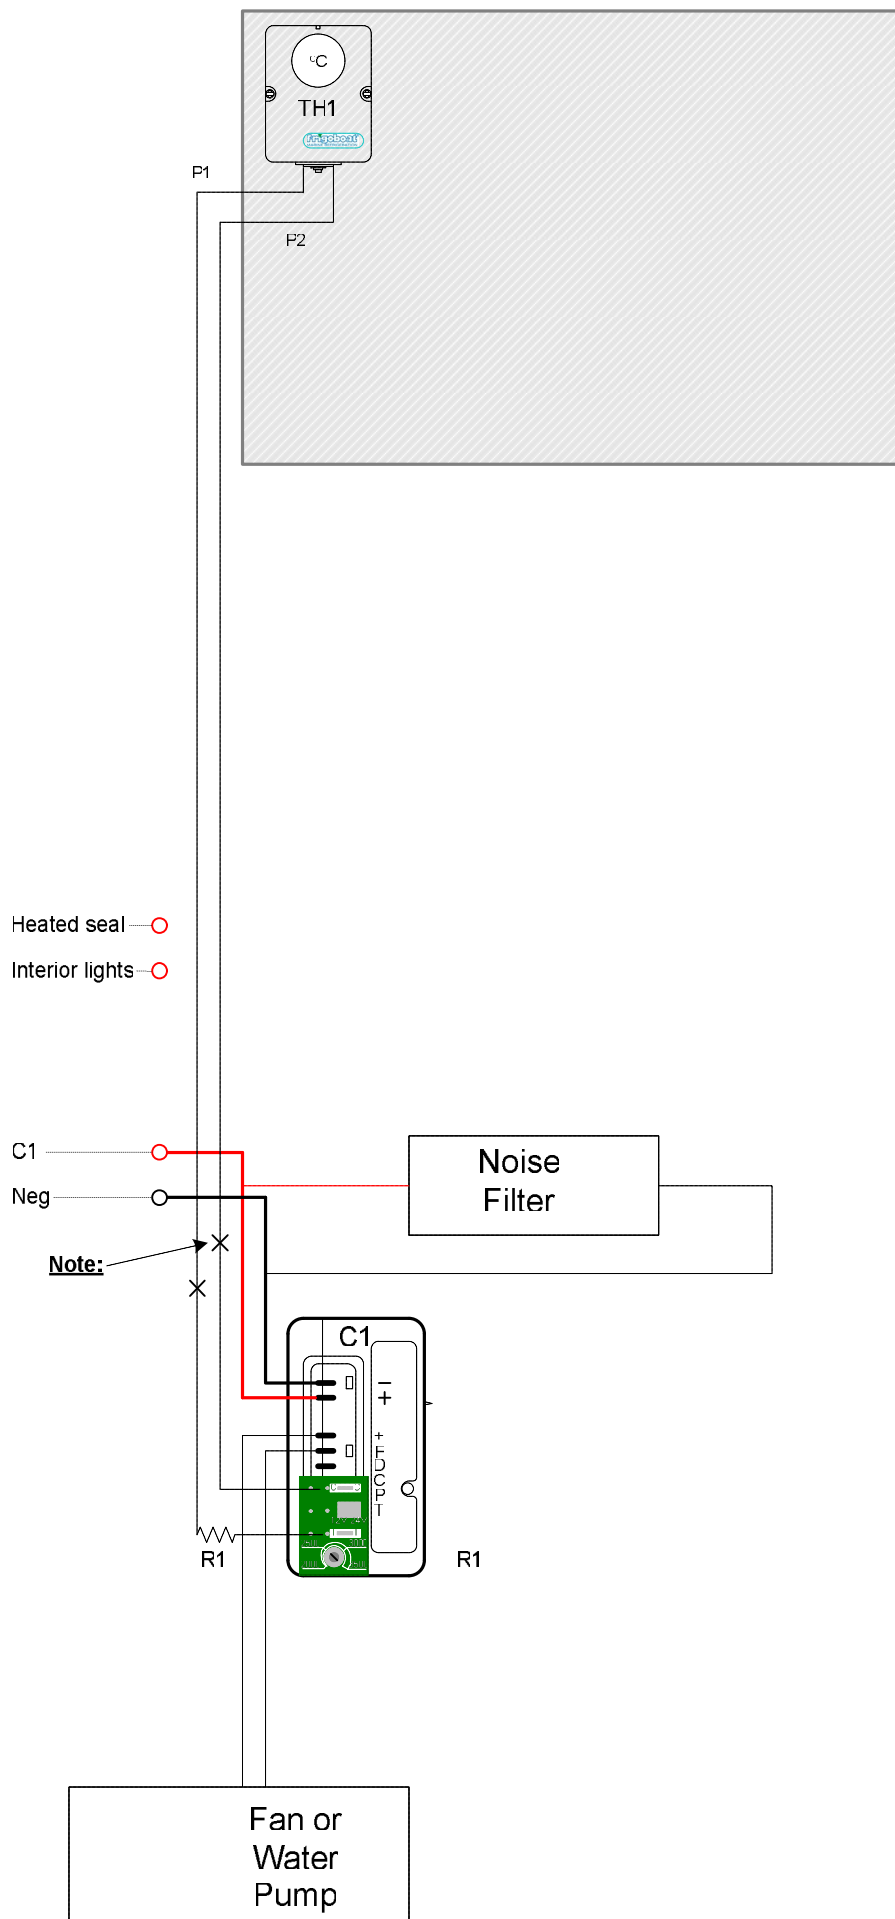 °C
TH1
frigoboat
P1
P2
Heated seal
Interior lights
C1
Noise
Filter
Neg
Note:
C1
−
+
+
F
D
C
P
T
R1
R1
Fan or
Water
Pump